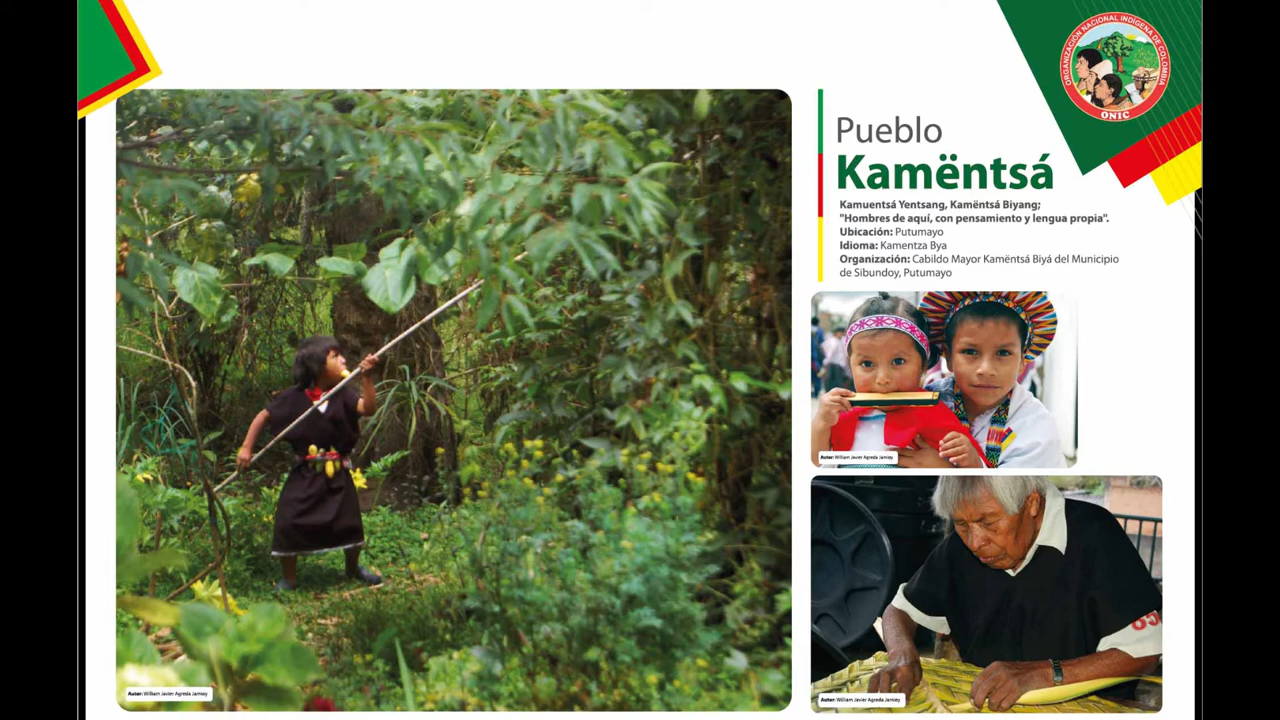 ORGANIZACIÓN NACIONAL INDÍGENA DE COLOMBIA
ONIC
Pueblo
Kamëntsá
Kamuentsá Yentsang, Kamëntsá Biyang;
"Hombres de aquí, con pensamiento y lengua propia".
Ubicación: Putumayo
Idioma: Kamentza Bya
Organización: Cabildo Mayor Kamëntsá Biyá del Municipio
de Sibundoy, Putumayo
Autor: William Javier Agreda Jamioy
Autor: William Javier Agreda Jamioy
Autor: William Javier Agreda Jamioy